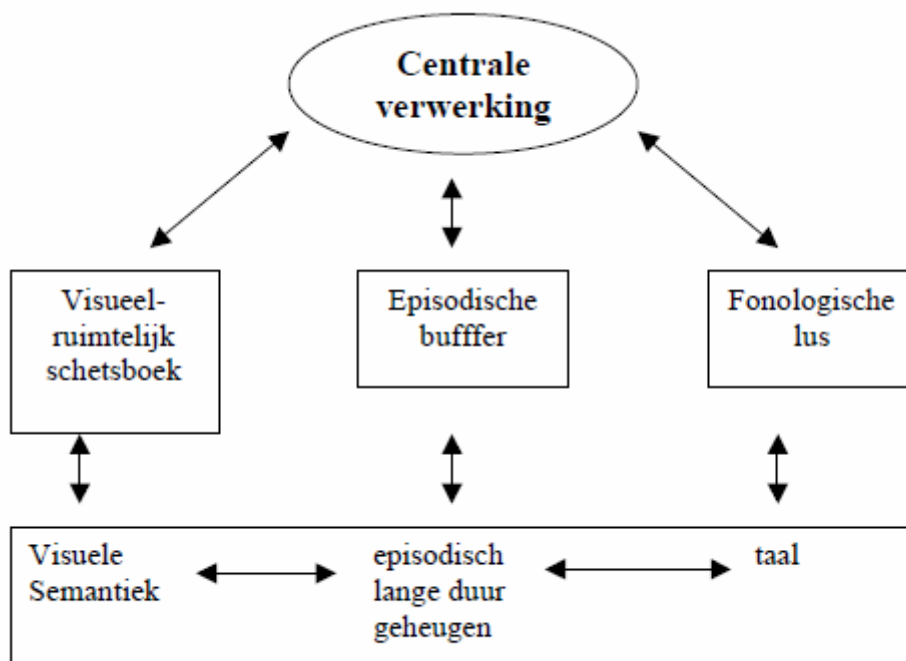 Centrale
verwerking
Visueel-
ruimtelijk
schetsboek
Episodische
bufffer
Fonologische
lus
Visuele
Semantiek
episodisch
lange duur
geheugen
taal